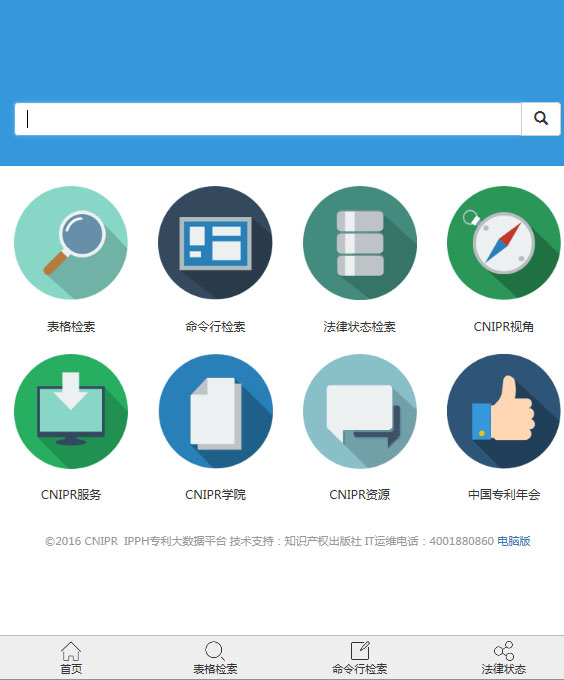 表格检索 命令行检索 法律状态检索 CNIPR视角
CNIPR服务 CNIPR学院 CNIPR资源 中国专利年会
©2016 CNIPR IPPH专利大数据平台 技术支持：知识产权出版社 IT运维电话：4001880860 电脑版
首页 表格检索 命令行检索 法律状态